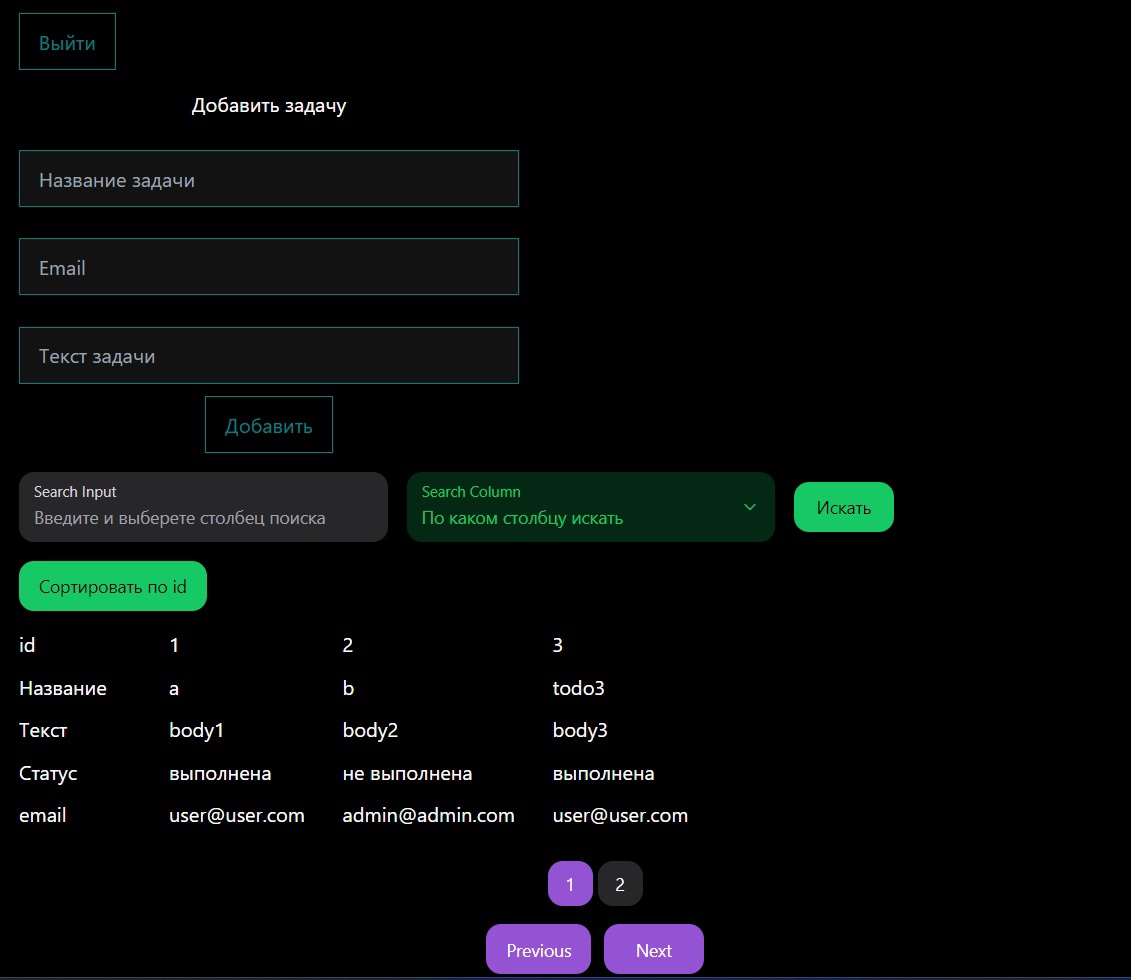 Выйти
Добавить задачу
Название задачи
Email
Текст задачи
Добавить
Search Input
Введите и выберете столбец поиска
Search Column
По каком столбцу искать
Искать
Сортировать по id
id 1 2 3
Название a b todo3
Текст body1 body2 body3
Статус выполнена не выполнена выполнена
email user@user.com admin@admin.com user@user.com
1 2
Previous Next